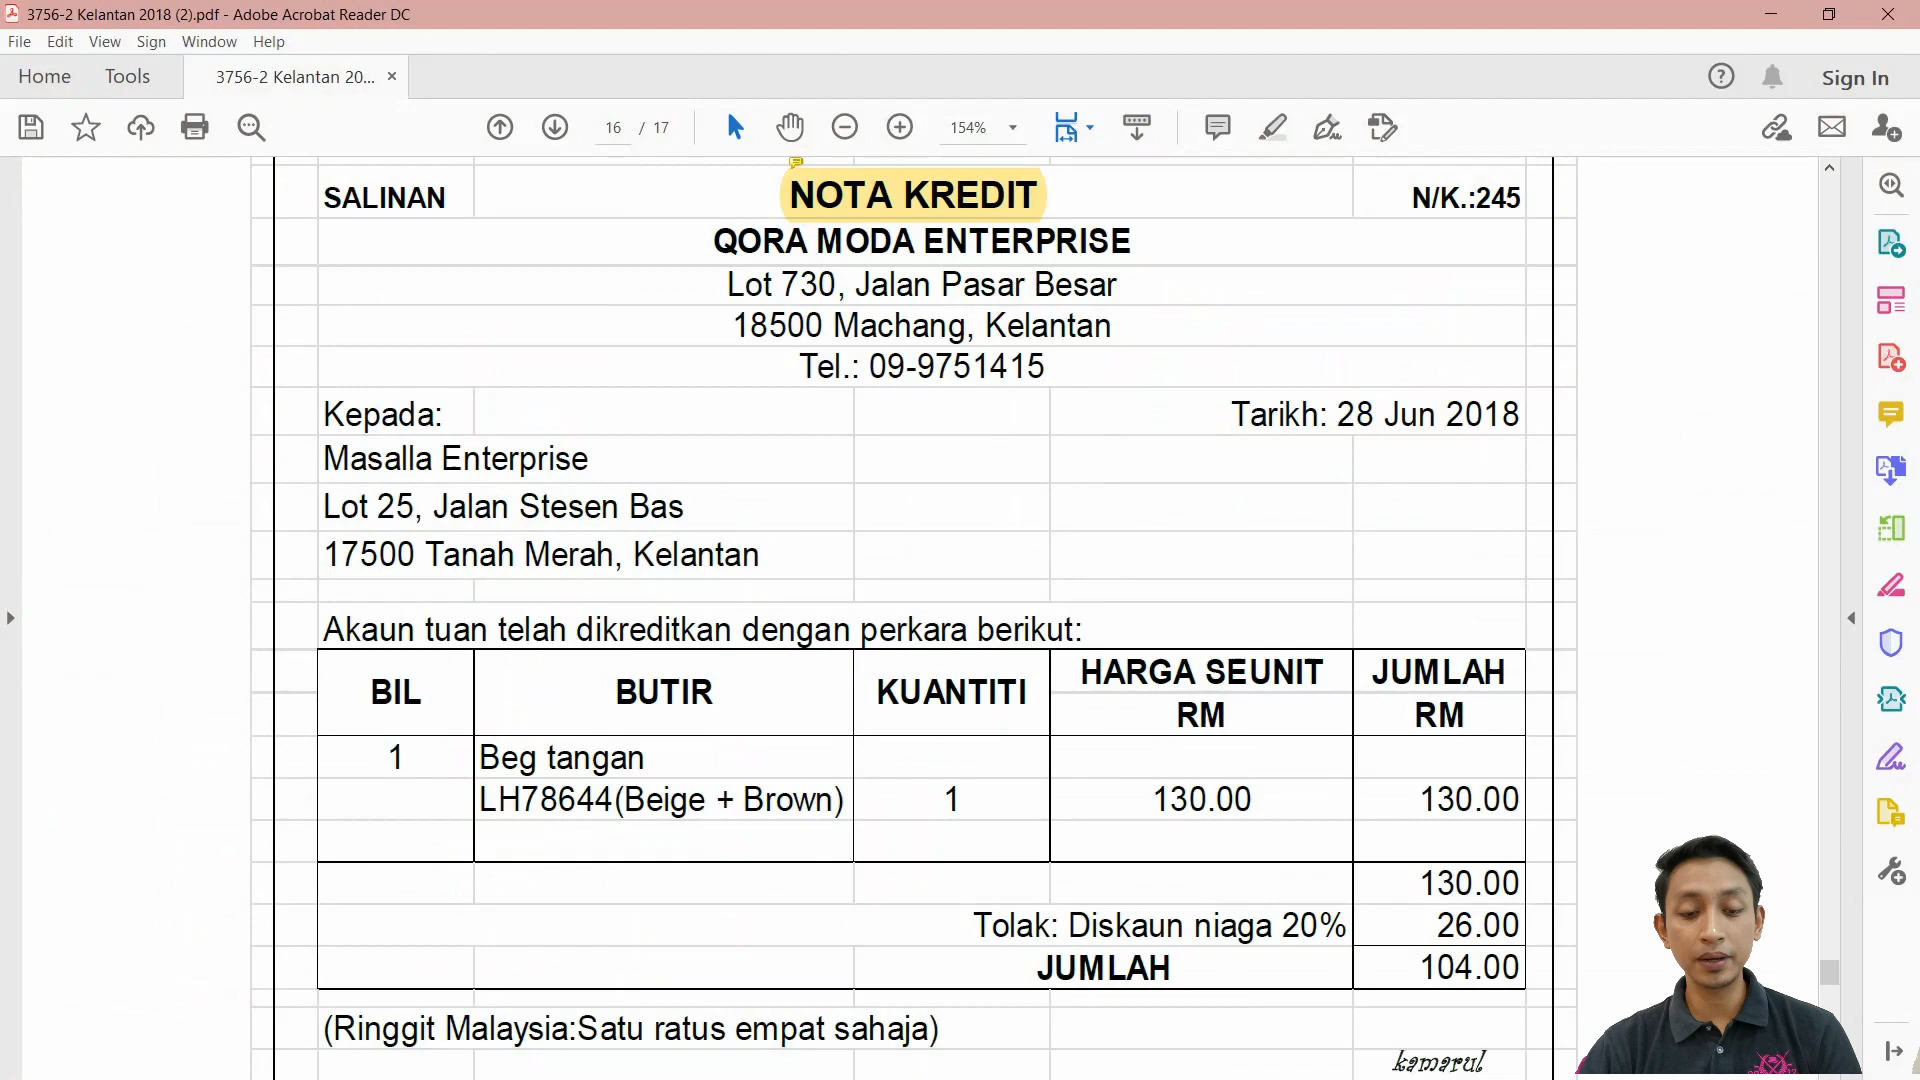 3756-2 Kelantan 2018 (2).pdf - Adobe Acrobat Reader DC
File Edit View Sign Window Help
Home Tools 3756-2 Kelantan 20... Sign In
16 / 17 154%
SALINAN NOTA KREDIT N/K.:245
QORA MODA ENTERPRISE
Lot 730, Jalan Pasar Besar
18500 Machang, Kelantan
Tel.: 09-9751415
Kepada: Tarikh: 28 Jun 2018
Masalla Enterprise
Lot 25, Jalan Stesen Bas
17500 Tanah Merah, Kelantan
Akaun tuan telah dikreditkan dengan perkara berikut:
BIL BUTIR KUANTITI HARGA SEUNIT JUMLAH
RM RM
1 Beg tangan
LH78644(Beige + Brown) 1 130.00 130.00
130.00
Tolak: Diskaun niaga 20% 26.00
JUMLAH 104.00
(Ringgit Malaysia:Satu ratus empat sahaja)
kamarul